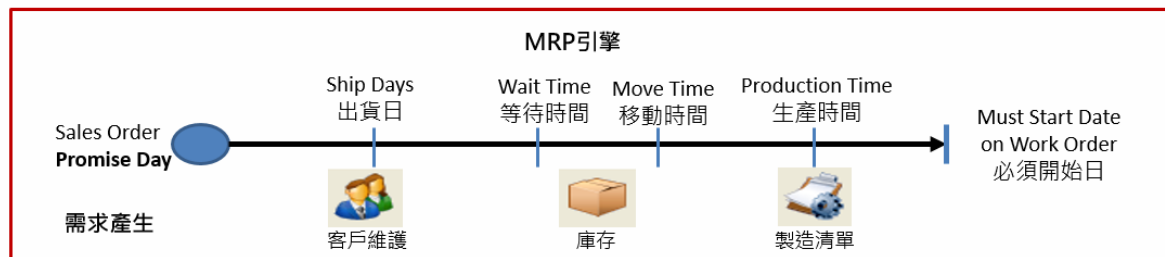 MRP引擎
Ship Days
出貨日
Wait Time
等待時間
Move Time
移動時間
Production Time
生產時間
Sales Order
Promise Day
Must Start Date
on Work Order
必須開始日
需求產生
客戶維護
庫存
製造清單